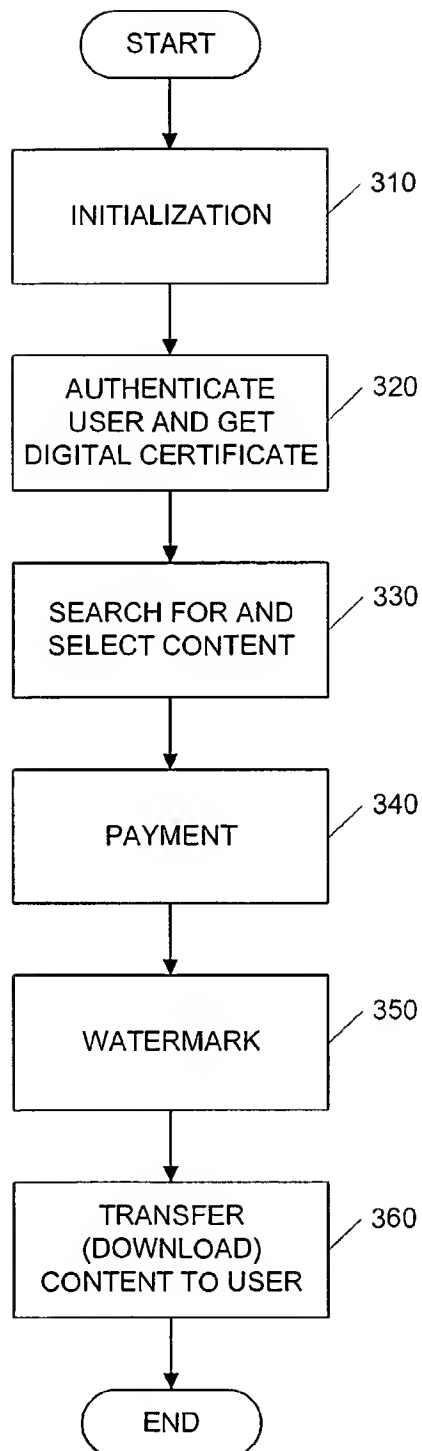 START
INITIALIZATION
310
AUTHENTICATE
USER AND GET
DIGITAL CERTIFICATE
320
SEARCH FOR AND
SELECT CONTENT
330
PAYMENT
340
WATERMARK
350
TRANSFER
(DOWNLOAD)
CONTENT TO USER
360
END